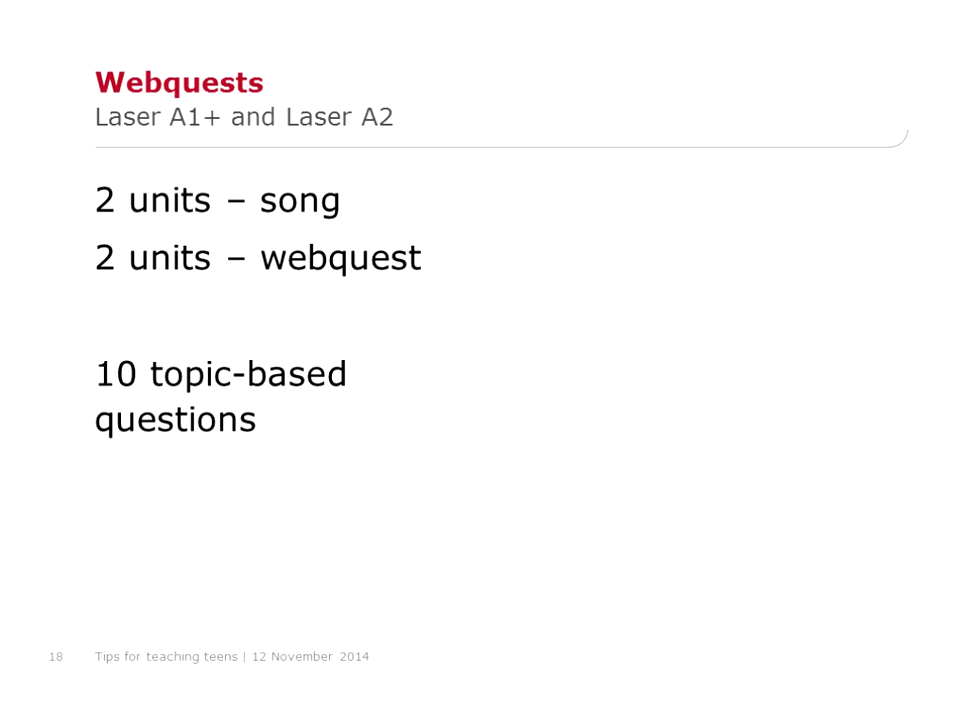 Webquests
Laser A1+ and Laser A2
2 units – song
2 units – webquest
10 topic-based
questions
18 Tips for teaching teens | 12 November 2014